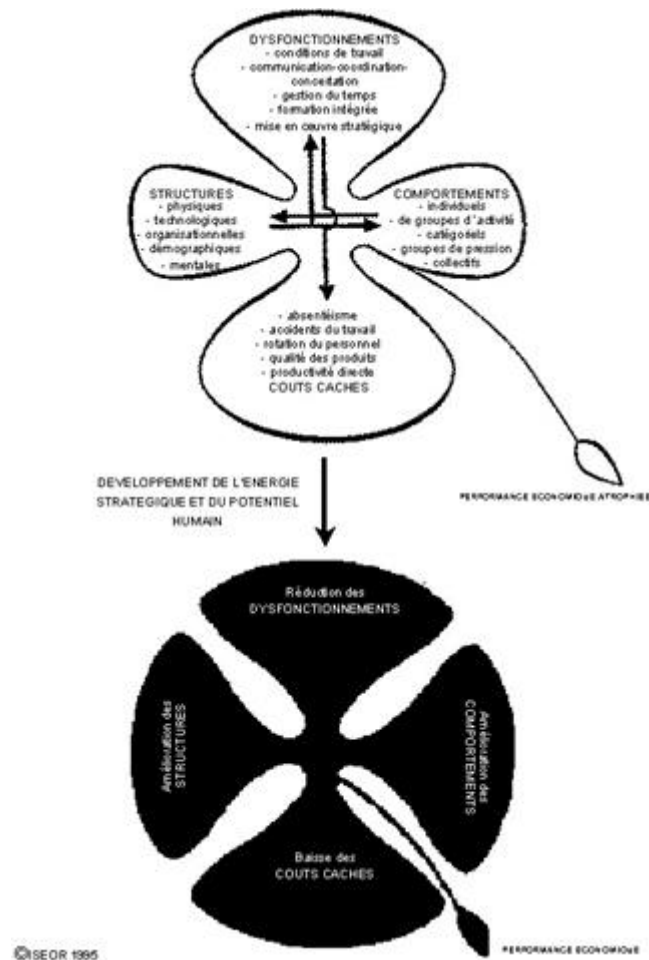 DYSFONCTIONNEMENTS
- conditions de travail
- communication-coordination-
concertation
- gestion du temps
- formation intégrée
- mise en œuvre stratégique
STRUCTURES
- physiques
- technologiques
- organisationnelles
- démographiques
- mentales
COMPORTEMENTS
- individuels
- de groupes d'activité
- catégoriels
- groupes de pression
- collectifs
- absentéisme
- accidents du travail
- rotation du personnel
- qualité des produits
- productivité directe
COUTS CACHES
DEVELOPPEMENT DE L'ENERGIE
STRATEGIQUE ET DU POTENTIEL
HUMAIN
PERFORMANCE ECONOMIQUE ATROPHIEE
Réduction des
DYSFONCTIONNEMENTS
Amélioration des
STRUCTURES
Amélioration des
COMPORTEMENTS
Baisse des
COUTS CACHES
©ISEOR 1995
PERFORMANCE ECONOMIQUE